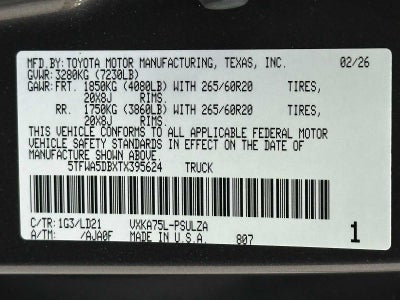 MFD.BY: TOYOTA MOTOR MANUFACTURING, TEXAS, INC. 02/26
GVWR: 3280KG (7230LB)
GAWR: FRT. 1850KG (4080LB) WITH 265/60R20 TIRES,
20X8J RIMS.
RR. 1750KG (3860LB) WITH 265/60R20 TIRES,
20X8J RIMS.
THIS VEHICLE CONFORMS TO ALL APPLICABLE FEDERAL MOTOR
VEHICLE SAFETY STANDARDS IN EFFECT ON THE DATE OF
MANUFACTURE SHOWN ABOVE.
5TFWA5DBXTX395624 TRUCK
C/TR: 1G3/LD21 VXKA75L-PSULZA
A/TM: /AJA0F MADE IN U.S.A. 807 1